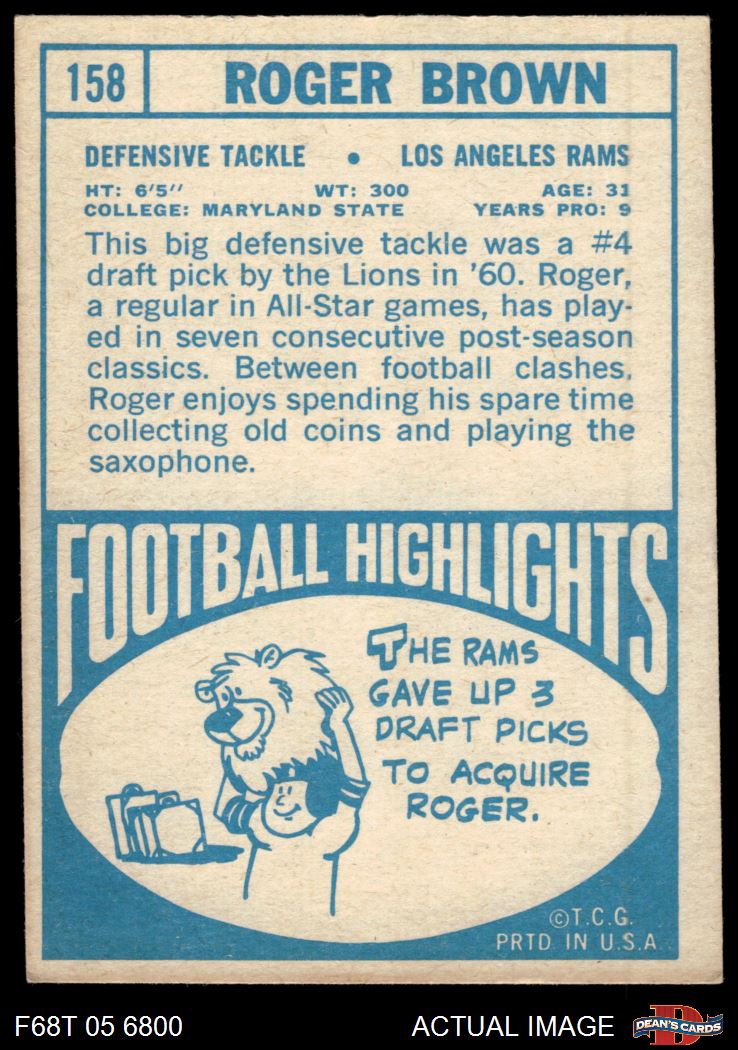 158
ROGER BROWN
DEFENSIVE TACKLE • LOS ANGELES RAMS
HT: 6'5'' WT: 300 AGE: 31
COLLEGE: MARYLAND STATE YEARS PRO: 9
This big defensive tackle was a #4
draft pick by the Lions in '60. Roger,
a regular in All-Star games, has play-
ed in seven consecutive post-season
classics. Between football clashes,
Roger enjoys spending his spare time
collecting old coins and playing the
saxophone.
FOOTBALL HIGHLIGHTS
THE RAMS
GAVE UP 3
DRAFT PICKS
TO ACQUIRE
ROGER.
©T.C.G.
PRTD IN U.S.A.
F68T 05 6800
ACTUAL IMAGE
DEAN'S CARDS